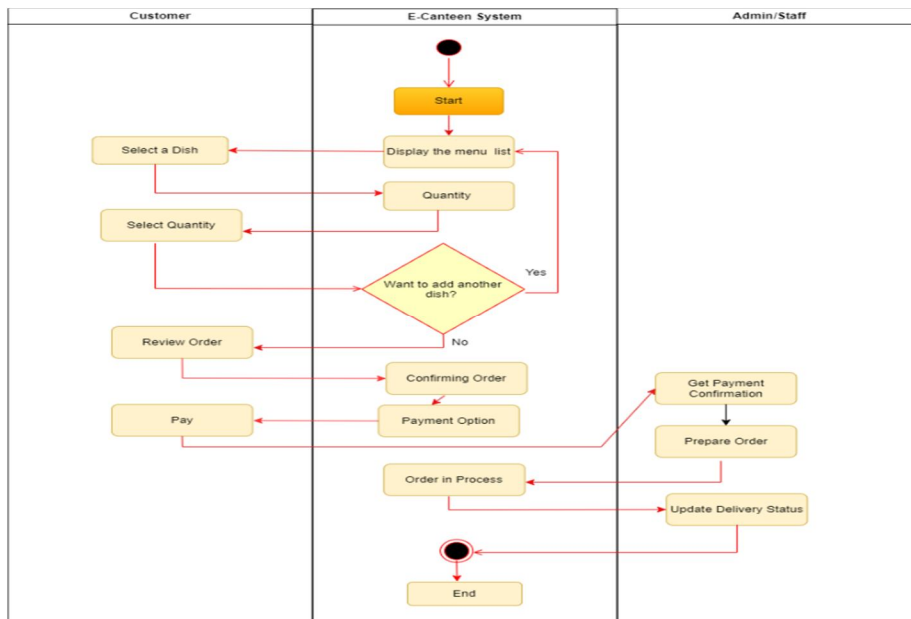 Customer
E-Canteen System
Admin/Staff
Start
Select a Dish
Display the menu list
Quantity
Select Quantity
Want to add another
dish?
Yes
No
Review Order
Confirming Order
Get Payment
Confirmation
Pay
Payment Option
Prepare Order
Order in Process
Update Delivery Status
End